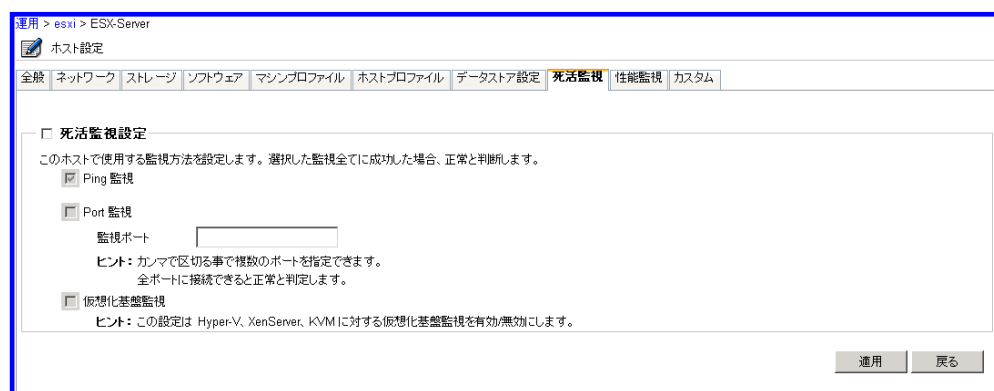 運用 > esxi > ESX-Server
ホスト設定
全般 ネットワーク ストレージ ソフトウェア マシンプロファイル ホストプロファイル データストア設定 死活監視 性能監視 カスタム
死活監視設定
このホストで使用する監視方法を設定します。選択した監視全てに成功した場合、正常と判断します。
Ping 監視
Port 監視
監視ポート
ヒント: カンマで区切る事で複数のポートを指定できます。
全ポートに接続できると正常と判定します。
仮想化基盤監視
ヒント: この設定は Hyper-V、XenServer、KVM に対する仮想化基盤監視を有効/無効にします。
適用 戻る